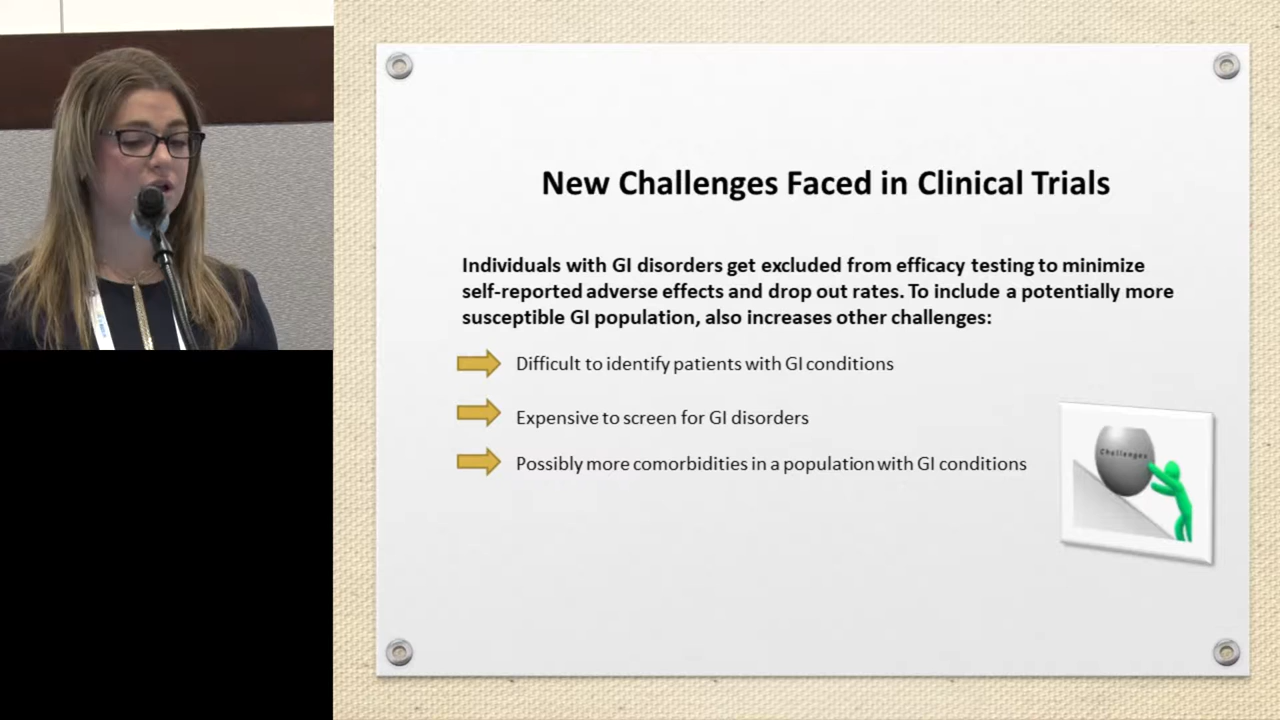 New Challenges Faced in Clinical Trials
Individuals with GI disorders get excluded from efficacy testing to minimize
self-reported adverse effects and drop out rates. To include a potentially more
susceptible GI population, also increases other challenges:
Difficult to identify patients with GI conditions
Expensive to screen for GI disorders
Possibly more comorbidities in a population with GI conditions
Challenges